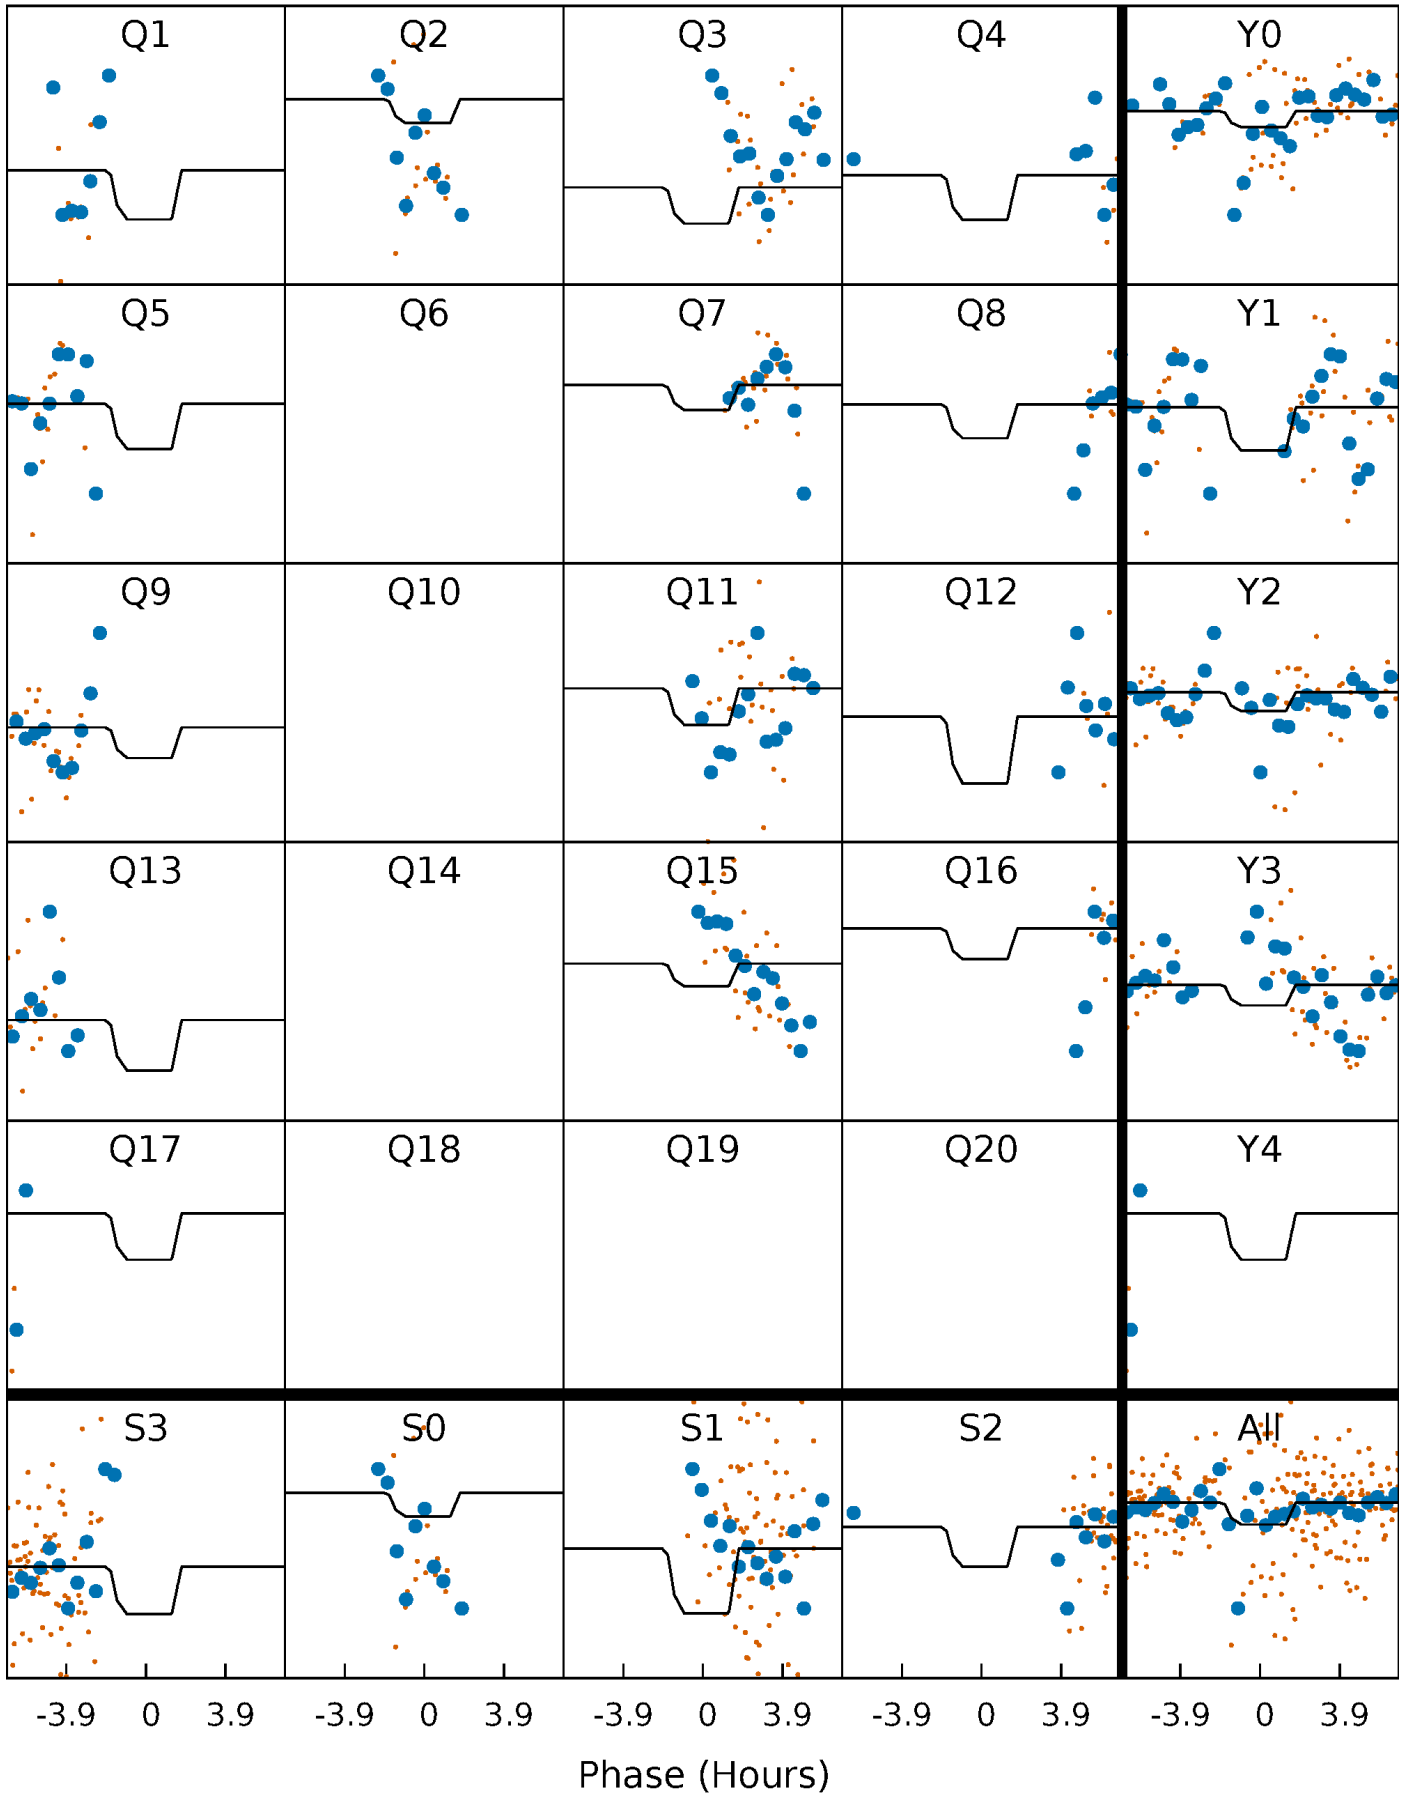 Q1 Q2 Q3 Q4 Y0
Q5 Q6 Q7 Q8 Y1
Q9 Q10 Q11 Q12 Y2
Q13 Q14 Q15 Q16 Y3
Q17 Q18 Q19 Q20 Y4
S3 S0 S1 S2 All
-3.9 0 3.9 -3.9 0 3.9 -3.9 0 3.9 -3.9 0 3.9 -3.9 0 3.9
Phase (Hours)